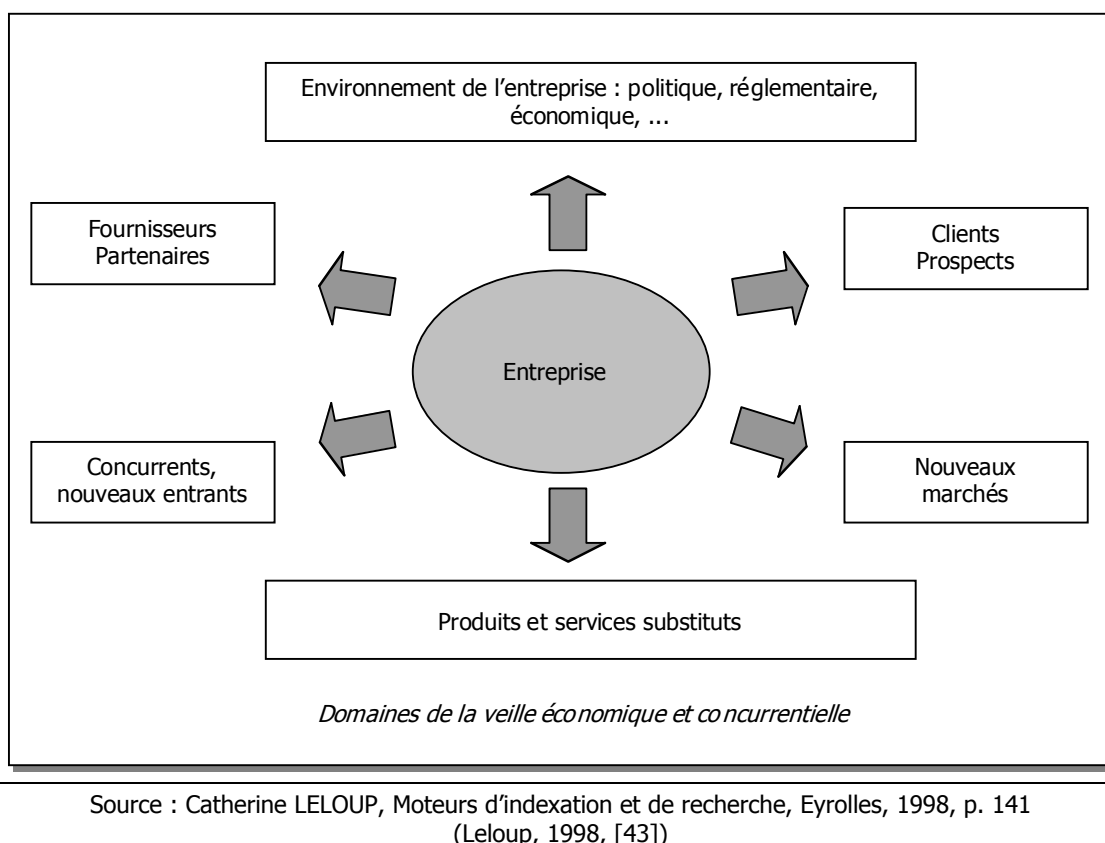 Environnement de l'entreprise : politique, réglementaire,
économique, ...
Fournisseurs
Partenaires
Clients
Prospects
Entreprise
Concurrents,
nouveaux entrants
Nouveaux
marchés
Produits et services substituts
Domaines de la veille économique et concurrentielle
Source : Catherine LELOUP, Moteurs d'indexation et de recherche, Eyrolles, 1998, p. 141
(Leloup, 1998, [43])